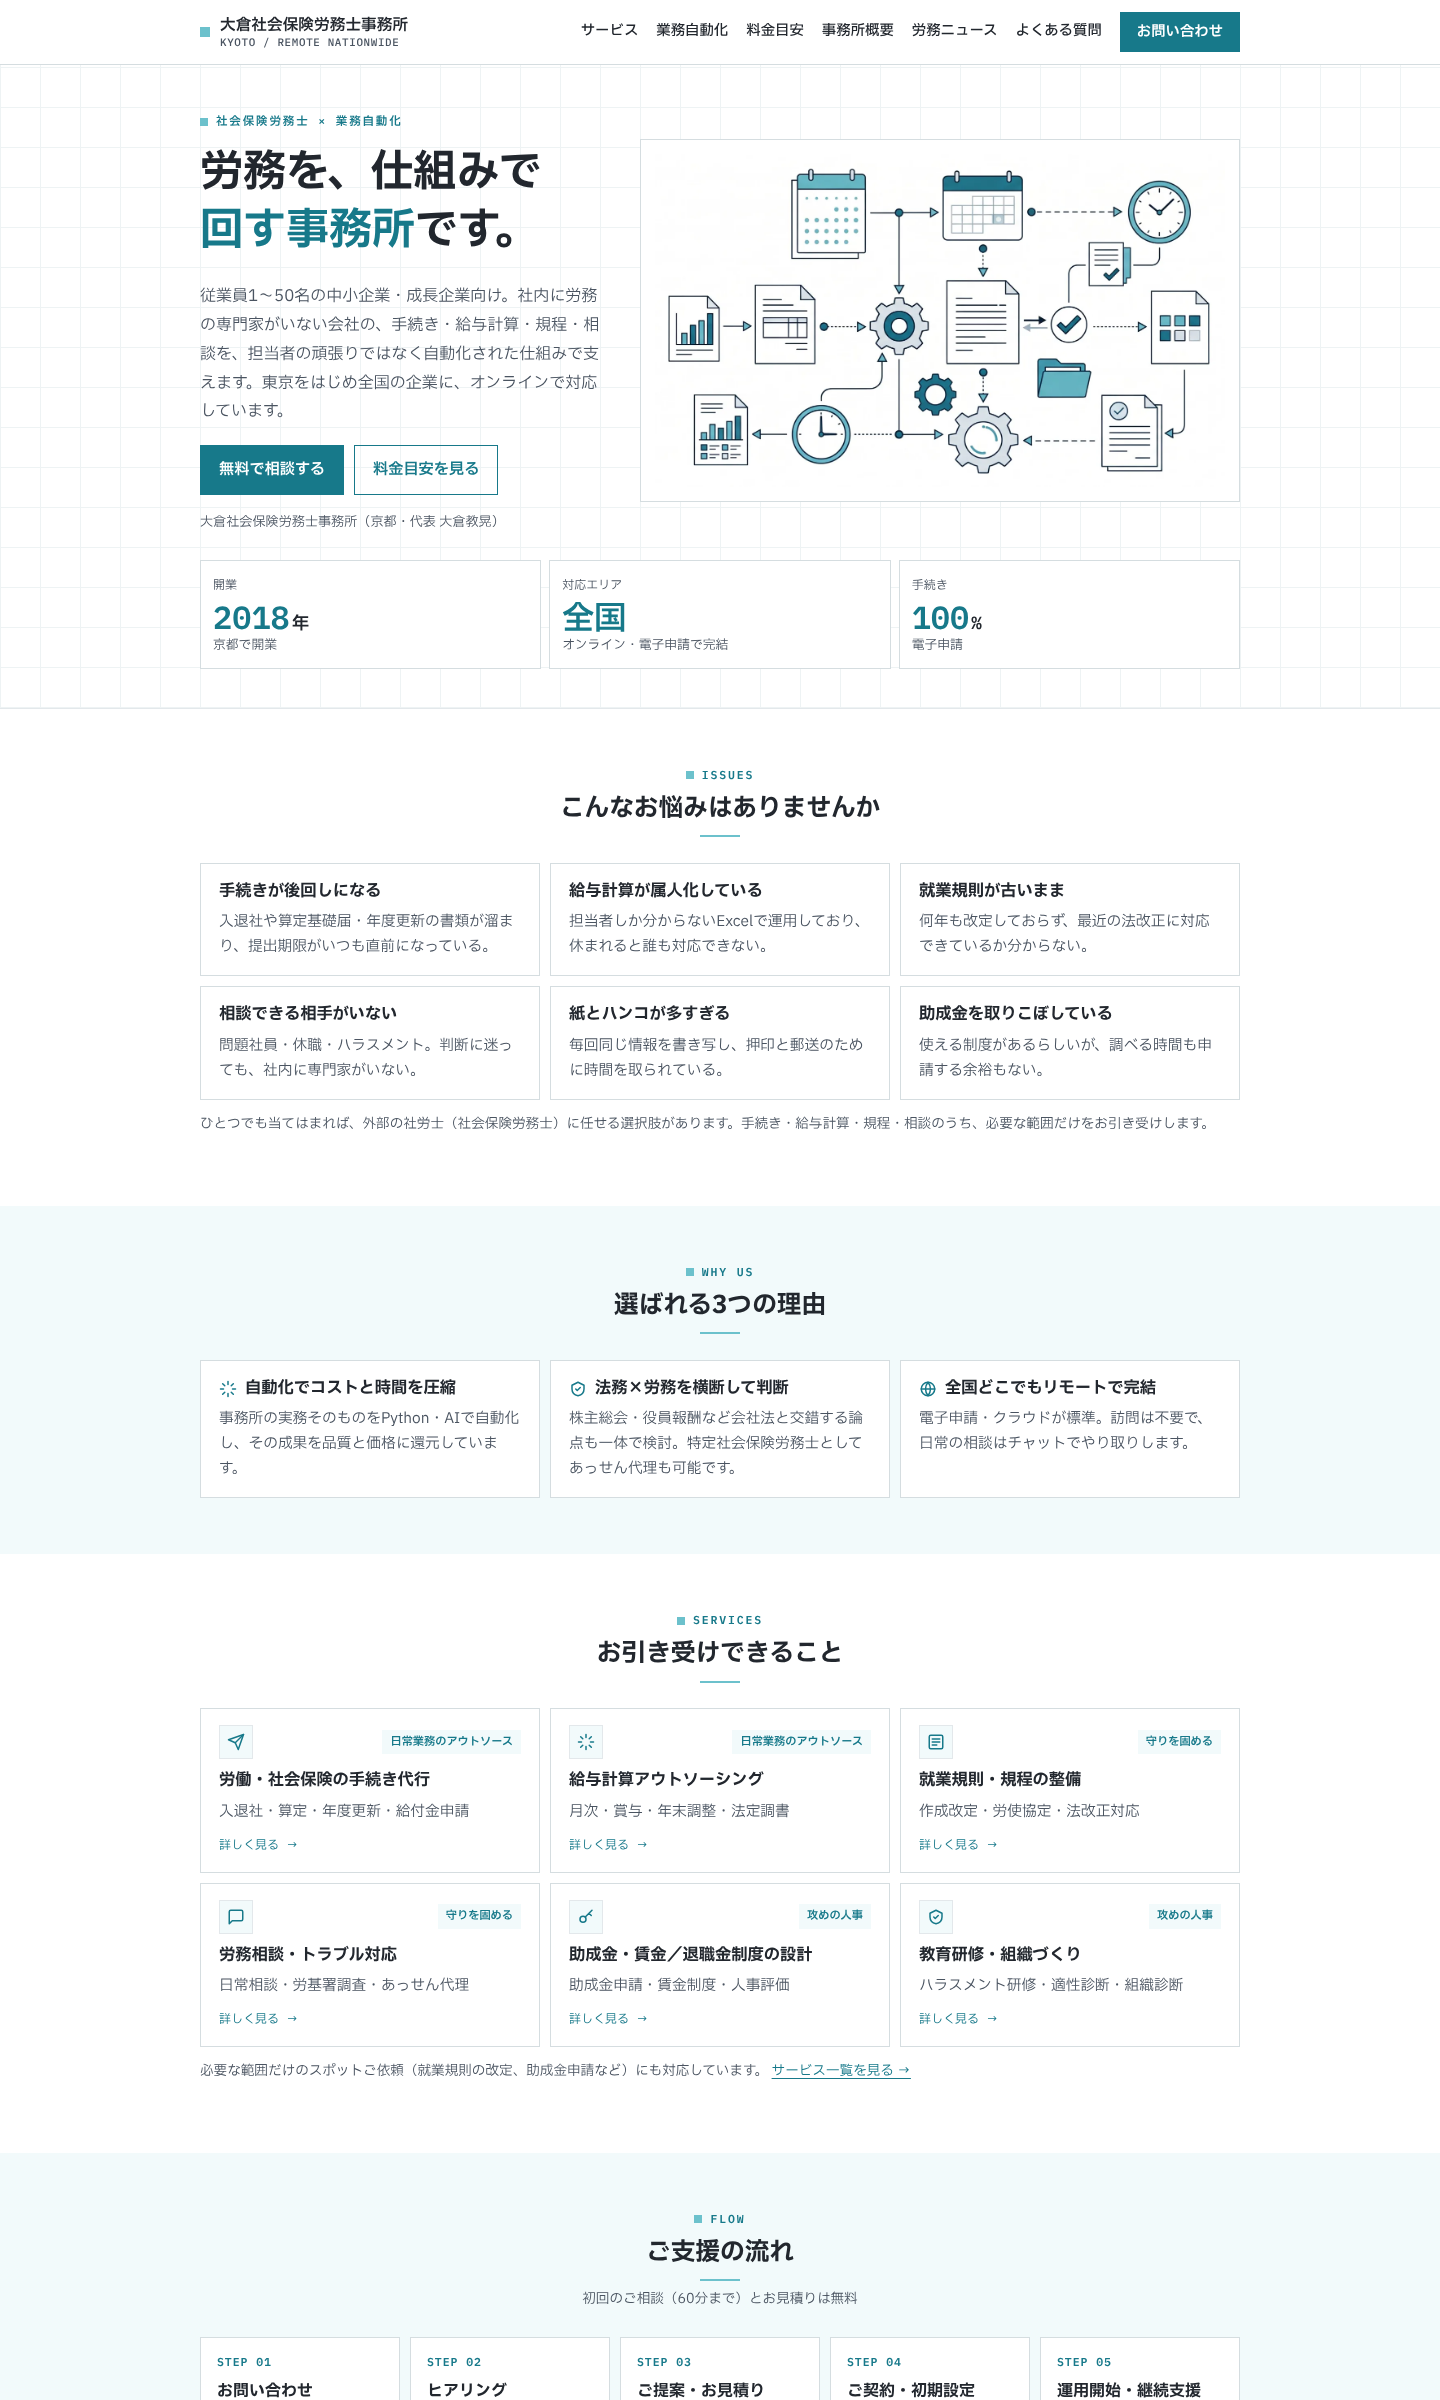 大倉社会保険労務士事務所
KYOTO / REMOTE NATIONWIDE
サービス 業務自動化 料金目安 事務所概要 労務ニュース よくある質問 お問い合わせ
社会保険労務士 × 業務自動化
労務を、仕組みで
回す事務所です。
従業員1〜50名の中小企業・成長企業向け。社内に労務
の専門家がいない会社の、手続き・給与計算・規程・相
談を、担当者の頑張りではなく自動化された仕組みで支
えます。東京をはじめ全国の企業に、オンラインで対応
しています。
無料で相談する 料金目安を見る
大倉社会保険労務士事務所（京都・代表 大倉教晃）
開業
2018年
京都で開業
対応エリア
全国
オンライン・電子申請で完結
手続き
100%
電子申請
ISSUES
こんなお悩みはありませんか
手続きが後回しになる
入退社や算定基礎届・年度更新の書類が溜ま
り、提出期限がいつも直前になっている。
給与計算が属人化している
担当者しか分からないExcelで運用しており、
休まれると誰も対応できない。
就業規則が古いまま
何年も改定しておらず、最近の法改正に対応
できているか分からない。
相談できる相手がいない
問題社員・休職・ハラスメント。判断に迷っ
ても、社内に専門家がいない。
紙とハンコが多すぎる
毎回同じ情報を書き写し、押印と郵送のため
に時間を取られている。
助成金を取りこぼしている
使える制度があるらしいが、調べる時間も申
請する余裕もない。
ひとつでも当てはまれば、外部の社労士（社会保険労務士）に任せる選択肢があります。手続き・給与計算・規程・相談のうち、必要な範囲だけをお引き受けします。
WHY US
選ばれる3つの理由
自動化でコストと時間を圧縮
事務所の実務そのものをPython・AIで自動化
し、その成果を品質と価格に還元していま
す。
法務×労務を横断して判断
株主総会・役員報酬など会社法と交錯する論
点も一体で検討。特定社会保険労務士として
あっせん代理も可能です。
全国どこでもリモートで完結
電子申請・クラウドが標準。訪問は不要で、
日常の相談はチャットでやり取りします。
SERVICES
お引き受けできること
日常業務のアウトソース
労働・社会保険の手続き代行
入退社・算定・年度更新・給付金申請
詳しく見る →
日常業務のアウトソース
給与計算アウトソーシング
月次・賞与・年末調整・法定調書
詳しく見る →
守りを固める
就業規則・規程の整備
作成改定・労使協定・法改正対応
詳しく見る →
守りを固める
労務相談・トラブル対応
日常相談・労基署調査・あっせん代理
詳しく見る →
攻めの人事
助成金・賃金／退職金制度の設計
助成金申請・賃金制度・人事評価
詳しく見る →
攻めの人事
教育研修・組織づくり
ハラスメント研修・適性診断・組織診断
詳しく見る →
必要な範囲だけのスポットご依頼（就業規則の改定、助成金申請など）にも対応しています。 サービス一覧を見る →
FLOW
ご支援の流れ
初回のご相談（60分まで）とお見積りは無料
STEP 01
お問い合わせ
STEP 02
ヒアリング
STEP 03
ご提案・お見積り
STEP 04
ご契約・初期設定
STEP 05
運用開始・継続支援